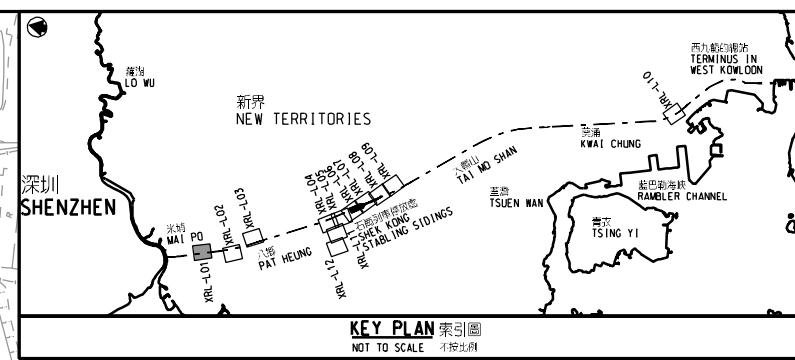 羅湖
LO WU
新界
NEW TERRITORIES
深圳
SHENZHEN
米埔
MAI PO
XRL-L01
XRL-L02
XRL-L03
八鄉
PAT HEUNG
XRL-L04
XRL-L05
XRL-L06
XRL-L07
XRL-L08
XRL-L09
XRL-L12
XRL-L
石崗列車停放處
SHEK KONG
STABLING SIDINGS
大帽山
TAI MO SHAN
荃灣
TSUEN WAN
葵涌
KWAI CHUNG
XRL-L10
西九龍的總站
TERMINUS IN
WEST KOWLOON
藍巴勒海峽
RAMBLER CHANNEL
青衣
TSING YI
KEY PLAN 索引圖
NOT TO SCALE 不按比例